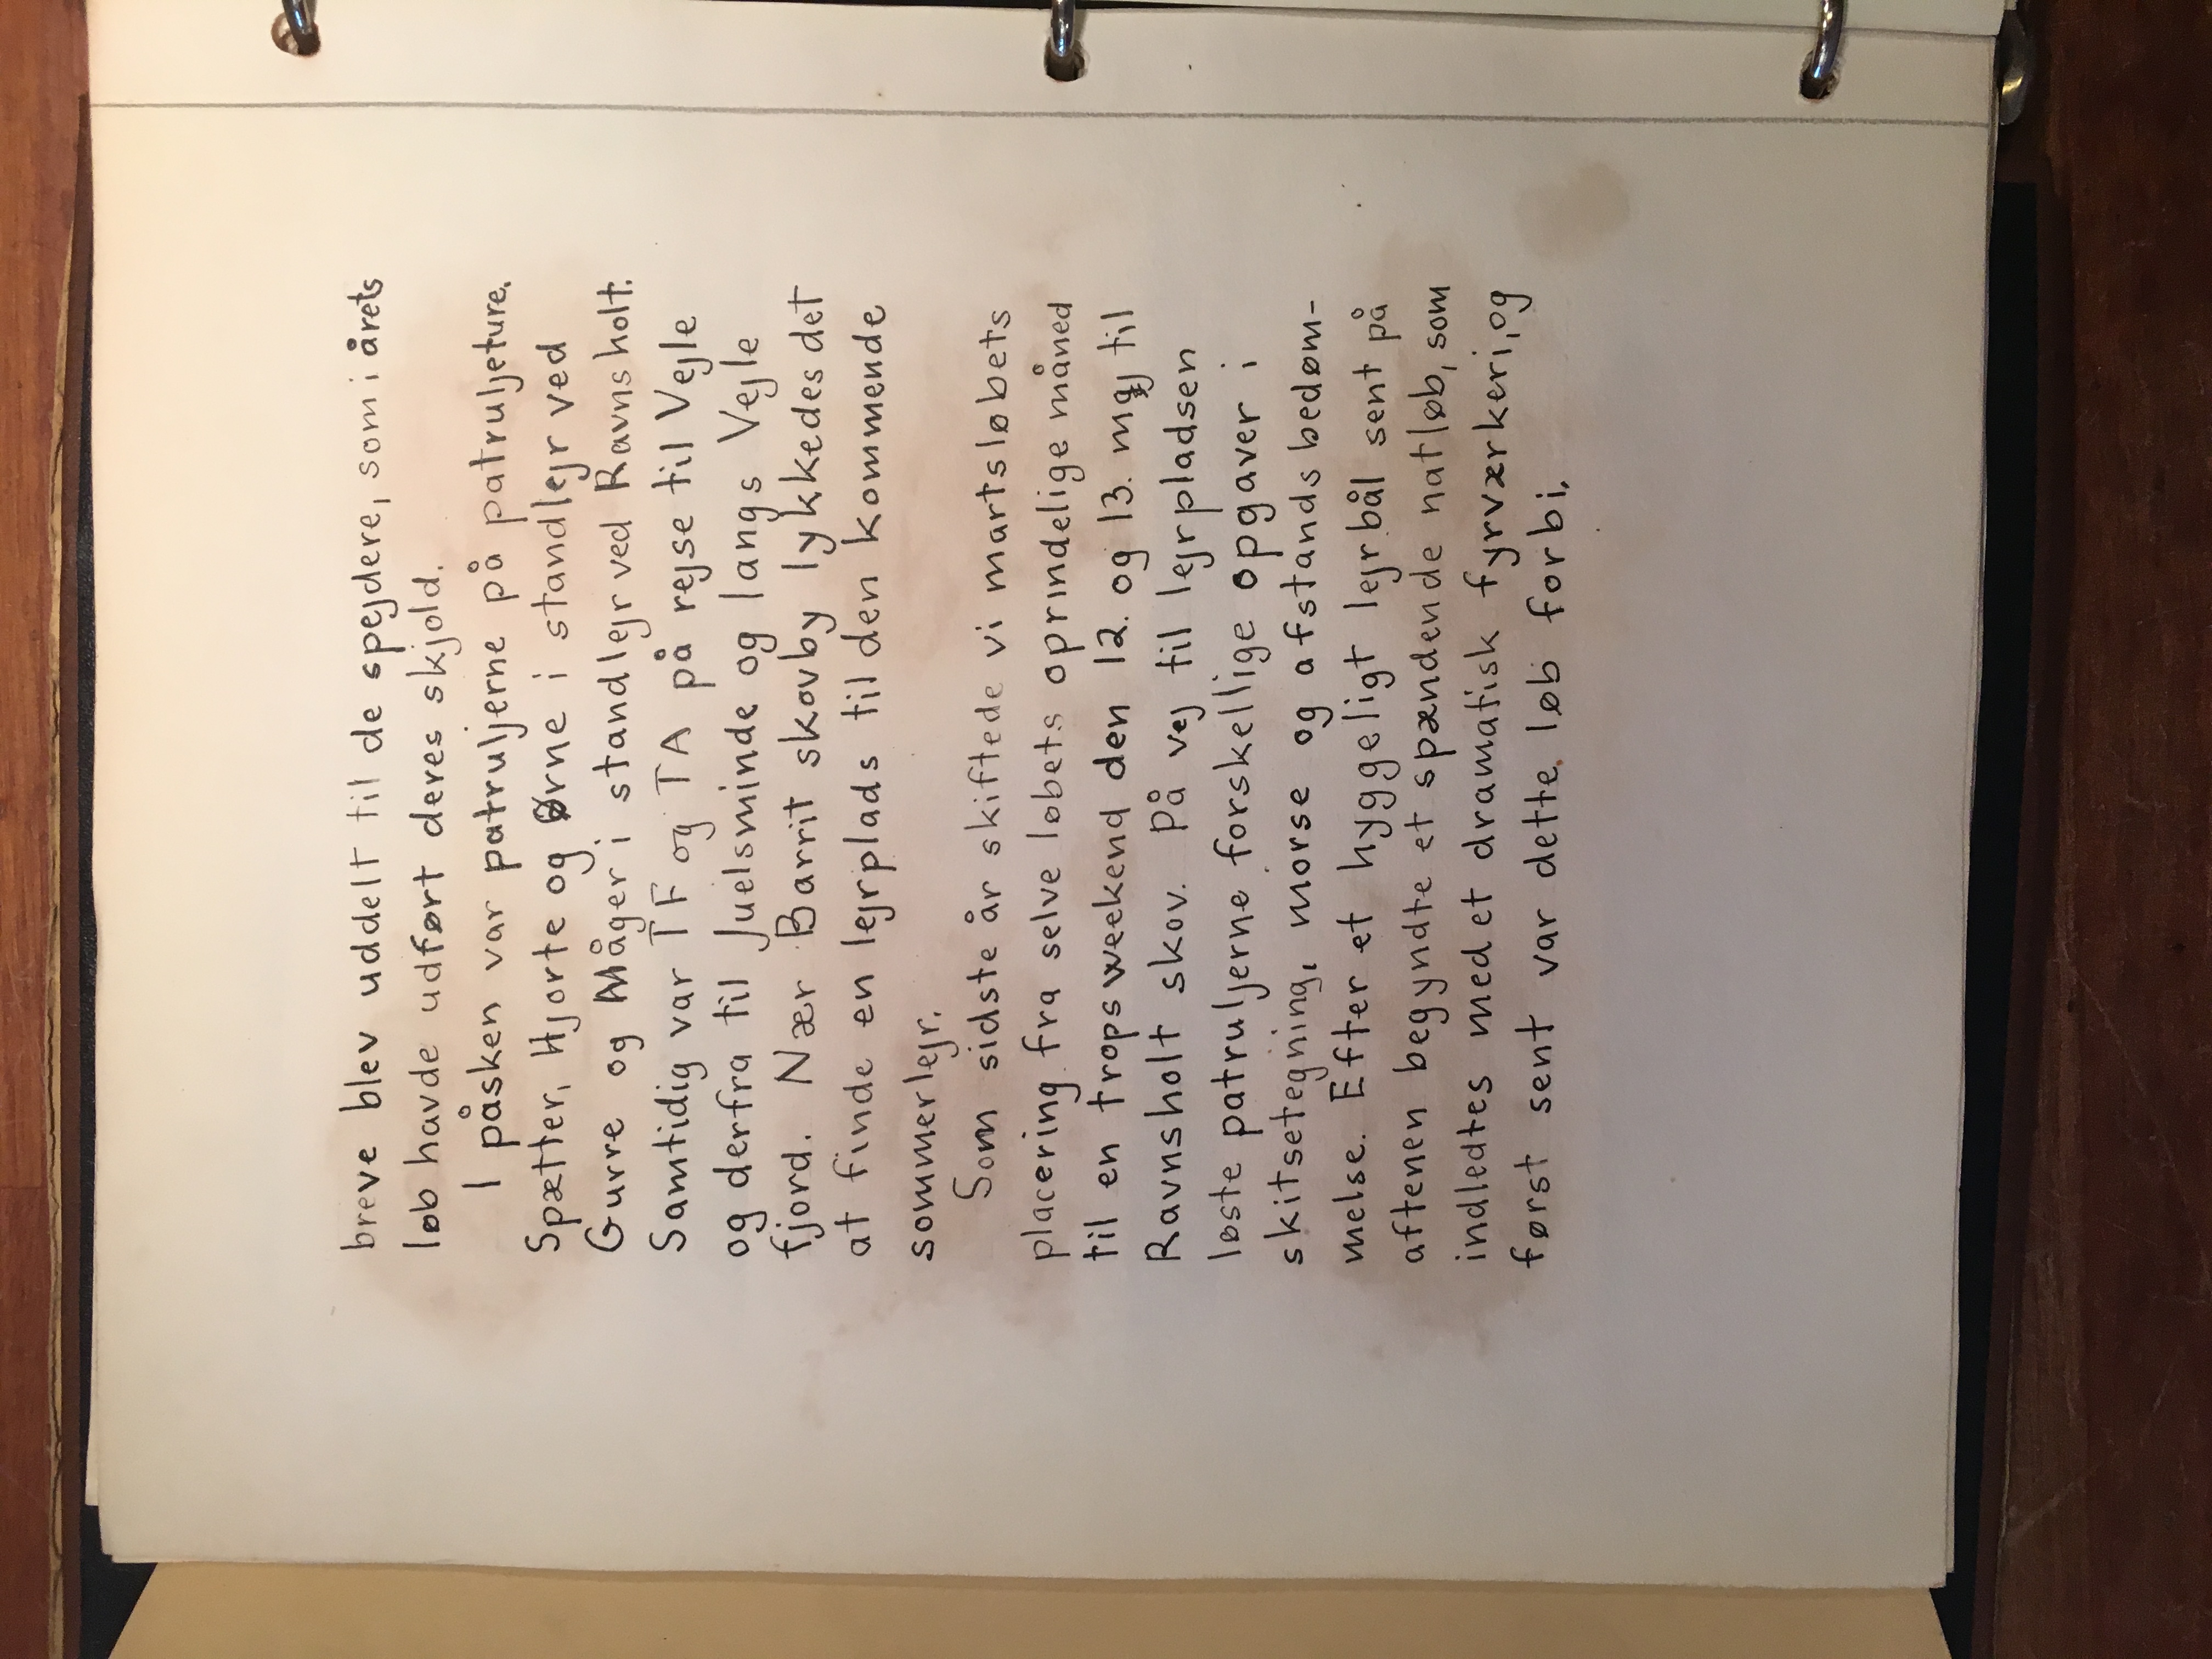 breve blev uddelt til de spejdere, som i årets
løb havde udført deres skjold.
I påsken var patruljerne på patruljeture.
Spætter, Hjorte og Ørne i standlejr ved
Gurre og Måger i standlejr ved Ravnsholt.
Samtidig var TF og TA på rejse til Vejle
og derfra til Juelsminde og langs Vejle
fjord. Nær Barrit skovby lykkedes det
at finde en lejrplads til den kommende
sommerlejr.
Som sidste år skiftede vi martsløbets
placering fra selve løbets oprindelige måned
til en tropsweekend den 12. og 13. maj til
Ravnsholt skov. På vej til lejrpladsen
løste patruljerne forskellige opgaver i
skitsetegning, morse og afstandsbedøm-
melse. Efter et hyggeligt lejrbål sent på
aftenen begyndte et spændende natløb, som
indledtes med et dramatisk fyrværkeri, og
først sent var dette løb forbi.